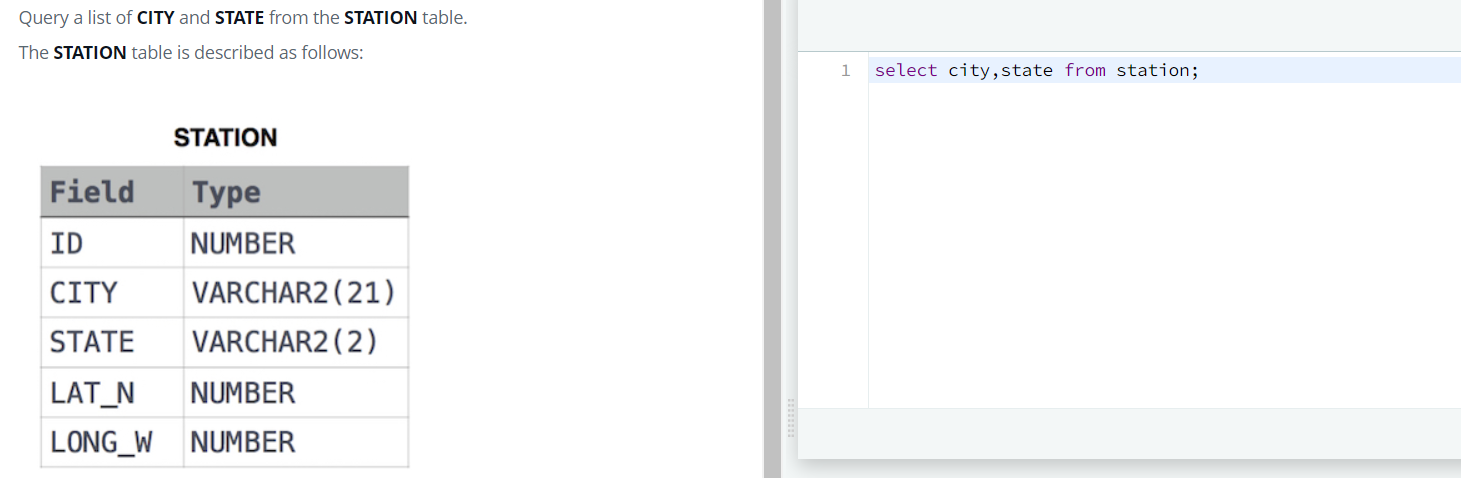 Query a list of CITY and STATE from the STATION table.
The STATION table is described as follows:
STATION
Field Type
ID NUMBER
CITY VARCHAR2(21)
STATE VARCHAR2(2)
LAT_N NUMBER
LONG_W NUMBER
1 select city,state from station;